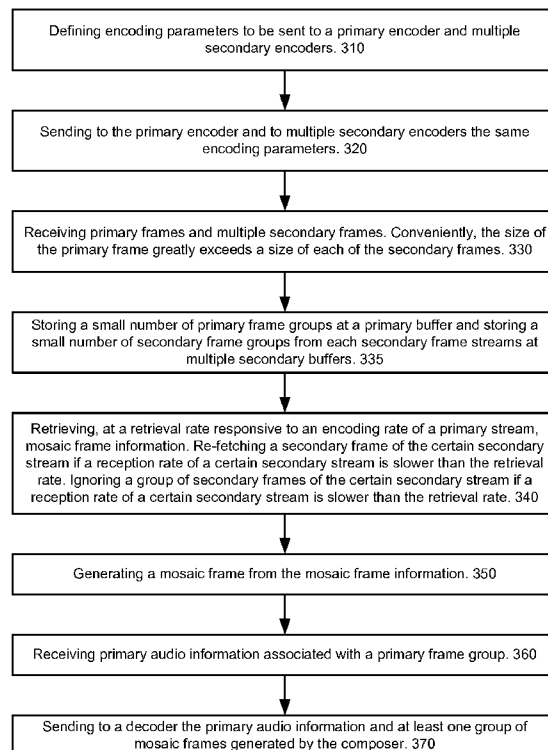 Defining encoding parameters to be sent to a primary encoder and multiple
secondary encoders. 310
Sending to the primary encoder and to multiple secondary encoders the same
encoding parameters. 320
Receiving primary frames and multiple secondary frames. Conveniently, the size of
the primary frame greatly exceeds a size of each of the secondary frames. 330
Storing a small number of primary frame groups at a primary buffer and storing a
small number of secondary frame groups from each secondary frame streams at
multiple secondary buffers. 335
Retrieving, at a retrieval rate responsive to an encoding rate of a primary stream,
mosaic frame information. Re-fetching a secondary frame of the certain secondary
stream if a reception rate of a certain secondary stream is slower than the retrieval
rate. Ignoring a group of secondary frames of the certain secondary stream if a
reception rate of a certain secondary stream is slower than the retrieval rate. 340
Generating a mosaic frame from the mosaic frame information. 350
Receiving primary audio information associated with a primary frame group. 360
Sending to a decoder the primary audio information and at least one group of
mosaic frames generated by the composer. 370